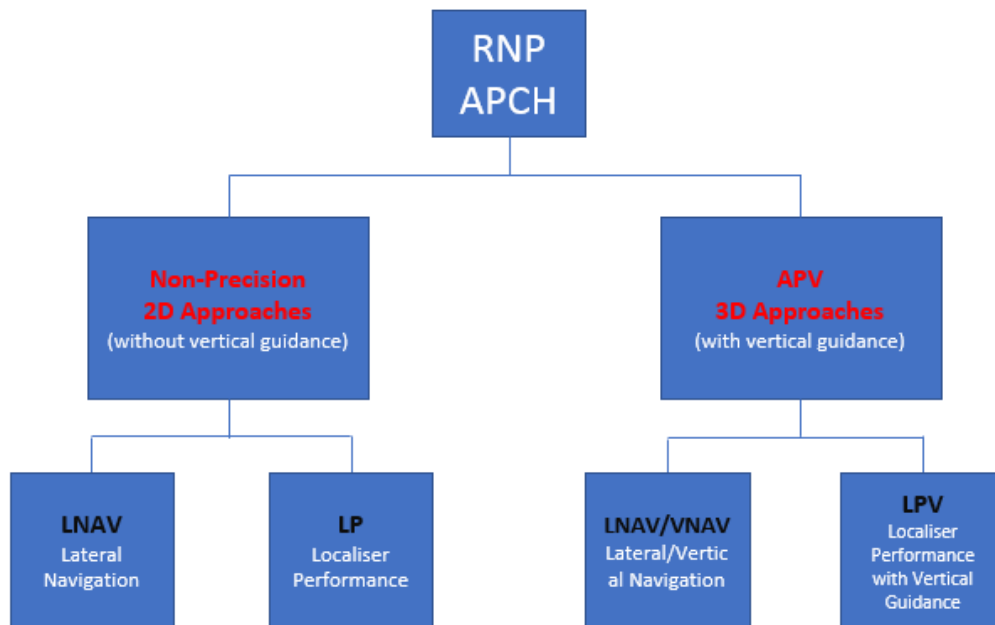 RNP
APCH
Non-Precision
2D Approaches
(without vertical guidance)
APV
3D Approaches
(with vertical guidance)
LNAV
Lateral
Navigation
LP
Localiser
Performance
LNAV/VNAV
Lateral/Vertic
al Navigation
LPV
Localiser
Performance
with Vertical
Guidance